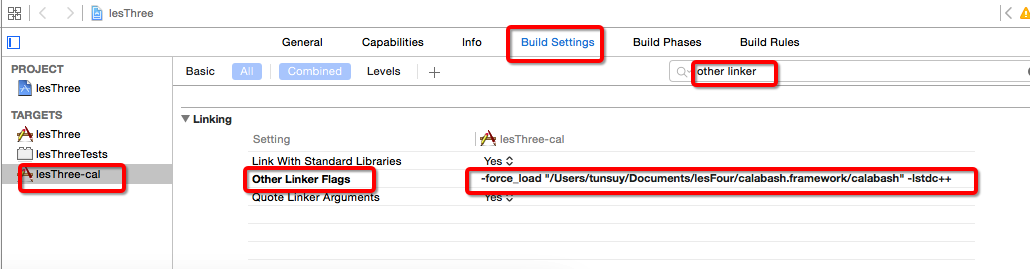 lesThree
General Capabilities Info Build Settings Build Phases Build Rules
PROJECT
Basic All Combined Levels +
other linker
lesThree
TARGETS
lesThree
lesThreeTests
lesThree-cal
Linking
Setting lesThree-cal
Link With Standard Libraries Yes
Other Linker Flags -force_load "/Users/tunsuy/Documents/lesFour/calabash.framework/calabash" -lstdc++
Quote Linker Arguments Yes